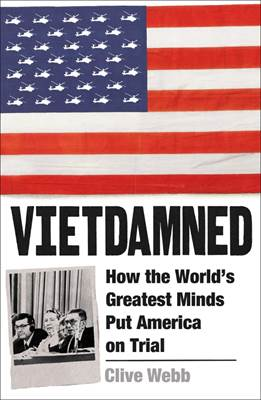 VIETDAMNED
How the World's
Greatest Minds
Put America
on Trial
Clive Webb